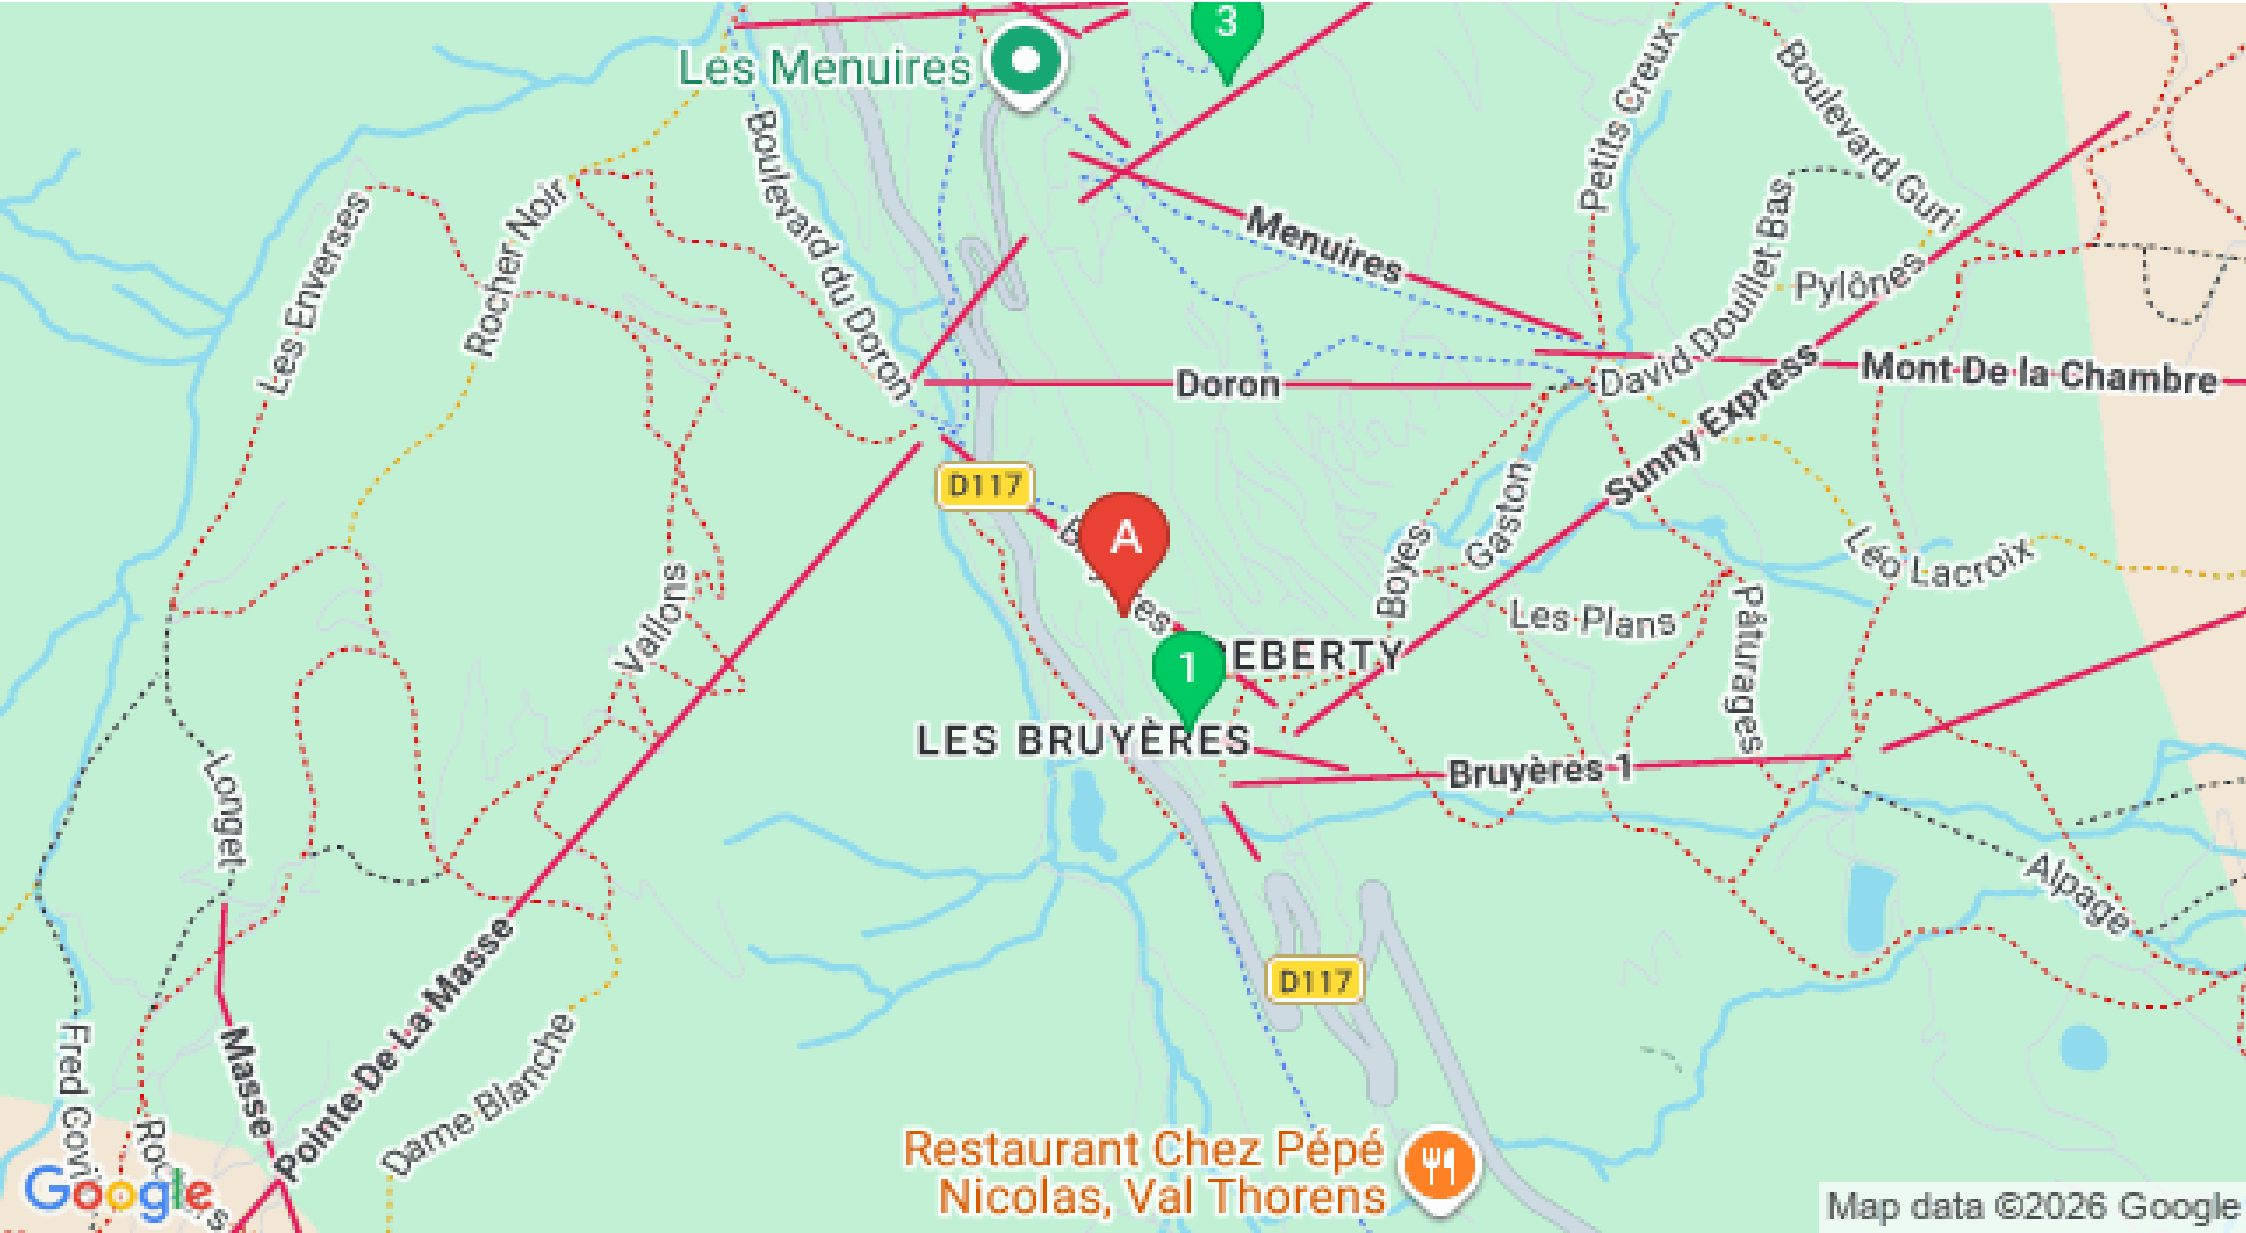 3
Les Menuires
Petits Creux
Boulevard Guri
Boulevard du Doron
Les Enverses
Rocher Noir
Menuires
David Douillet Bas
Pylônes
Mont De la Chambre
Doron
Sunny Express
D117
A
Gaston
Boyes
Léo Lacroix
Les Plans
Pâturages
Vallons
1
LES BRUYÈRES
Bruyères 1
Longet
Alpage
D117
Masse
Pointe De La Masse
Dame Blanche
Restaurant Chez Pépé
Nicolas, Val Thorens
Google
Map data ©2026 Google